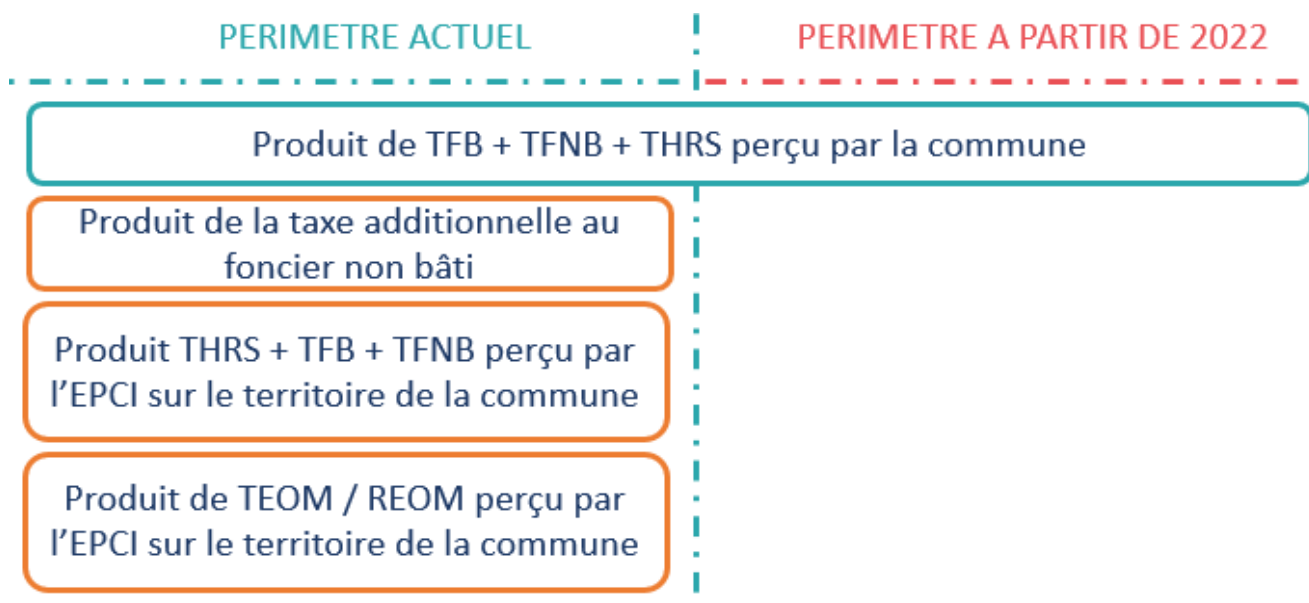 PERIMETRE ACTUEL
PERIMETRE A PARTIR DE 2022
Produit de TFB + TFNB + THRS perçu par la commune
Produit de la taxe additionnelle au
foncier non bâti
Produit THRS + TFB + TFNB perçu par
l’EPCI sur le territoire de la commune
Produit de TEOM / REOM perçu par
l’EPCI sur le territoire de la commune